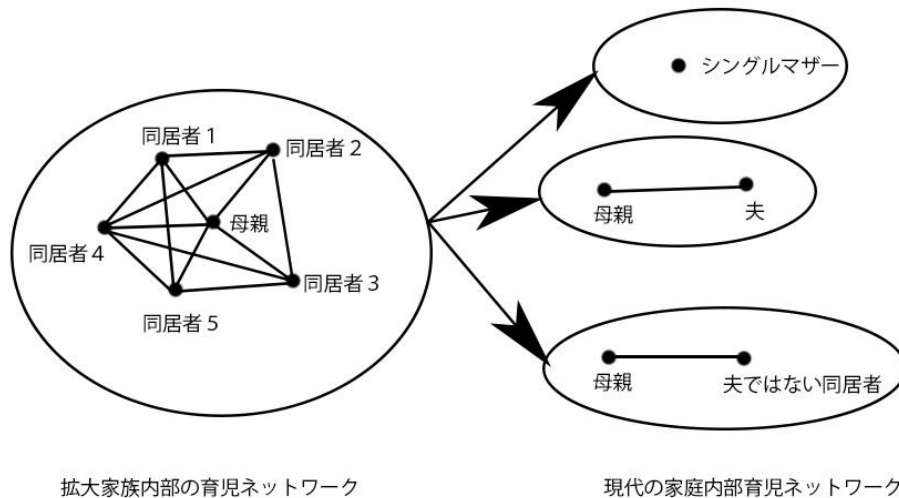 シングルマザー
同居者１
同居者２
母親
夫
母親
同居者４
同居者３
同居者５
母親
夫ではない同居者
拡大家族内部の育児ネットワーク
現代の家庭内部育児ネットワーク